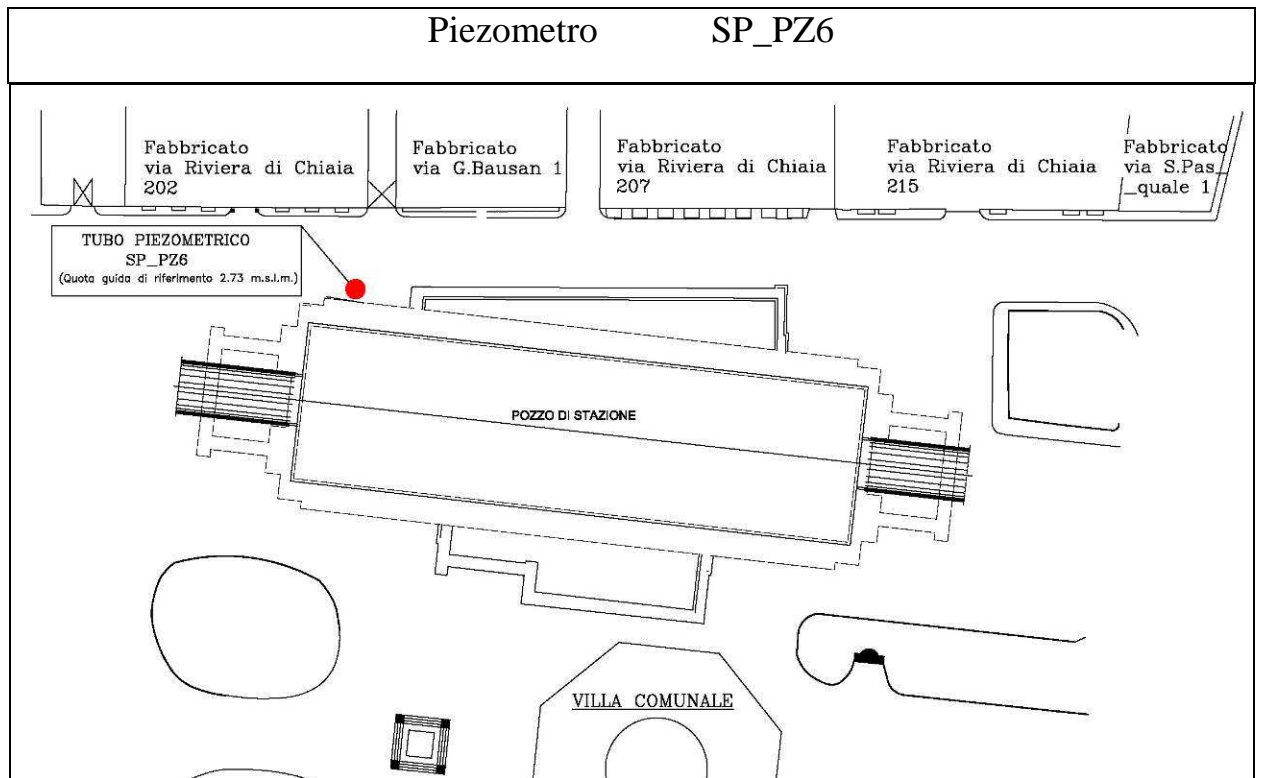 Piezometro SP_PZ6
Fabbricato
via Riviera di Chiaia
202
Fabbricato
via G.Bausan 1
Fabbricato
via Riviera di Chiaia
207
Fabbricato
via Riviera di Chiaia
215
Fabbricato
via S.Pas_
_quale 1
TUBO PIEZOMETRICO
SP_PZ6
(Quota guida di riferimento 2.73 m.s.l.m.)
POZZO DI STAZIONE
VILLA COMUNALE